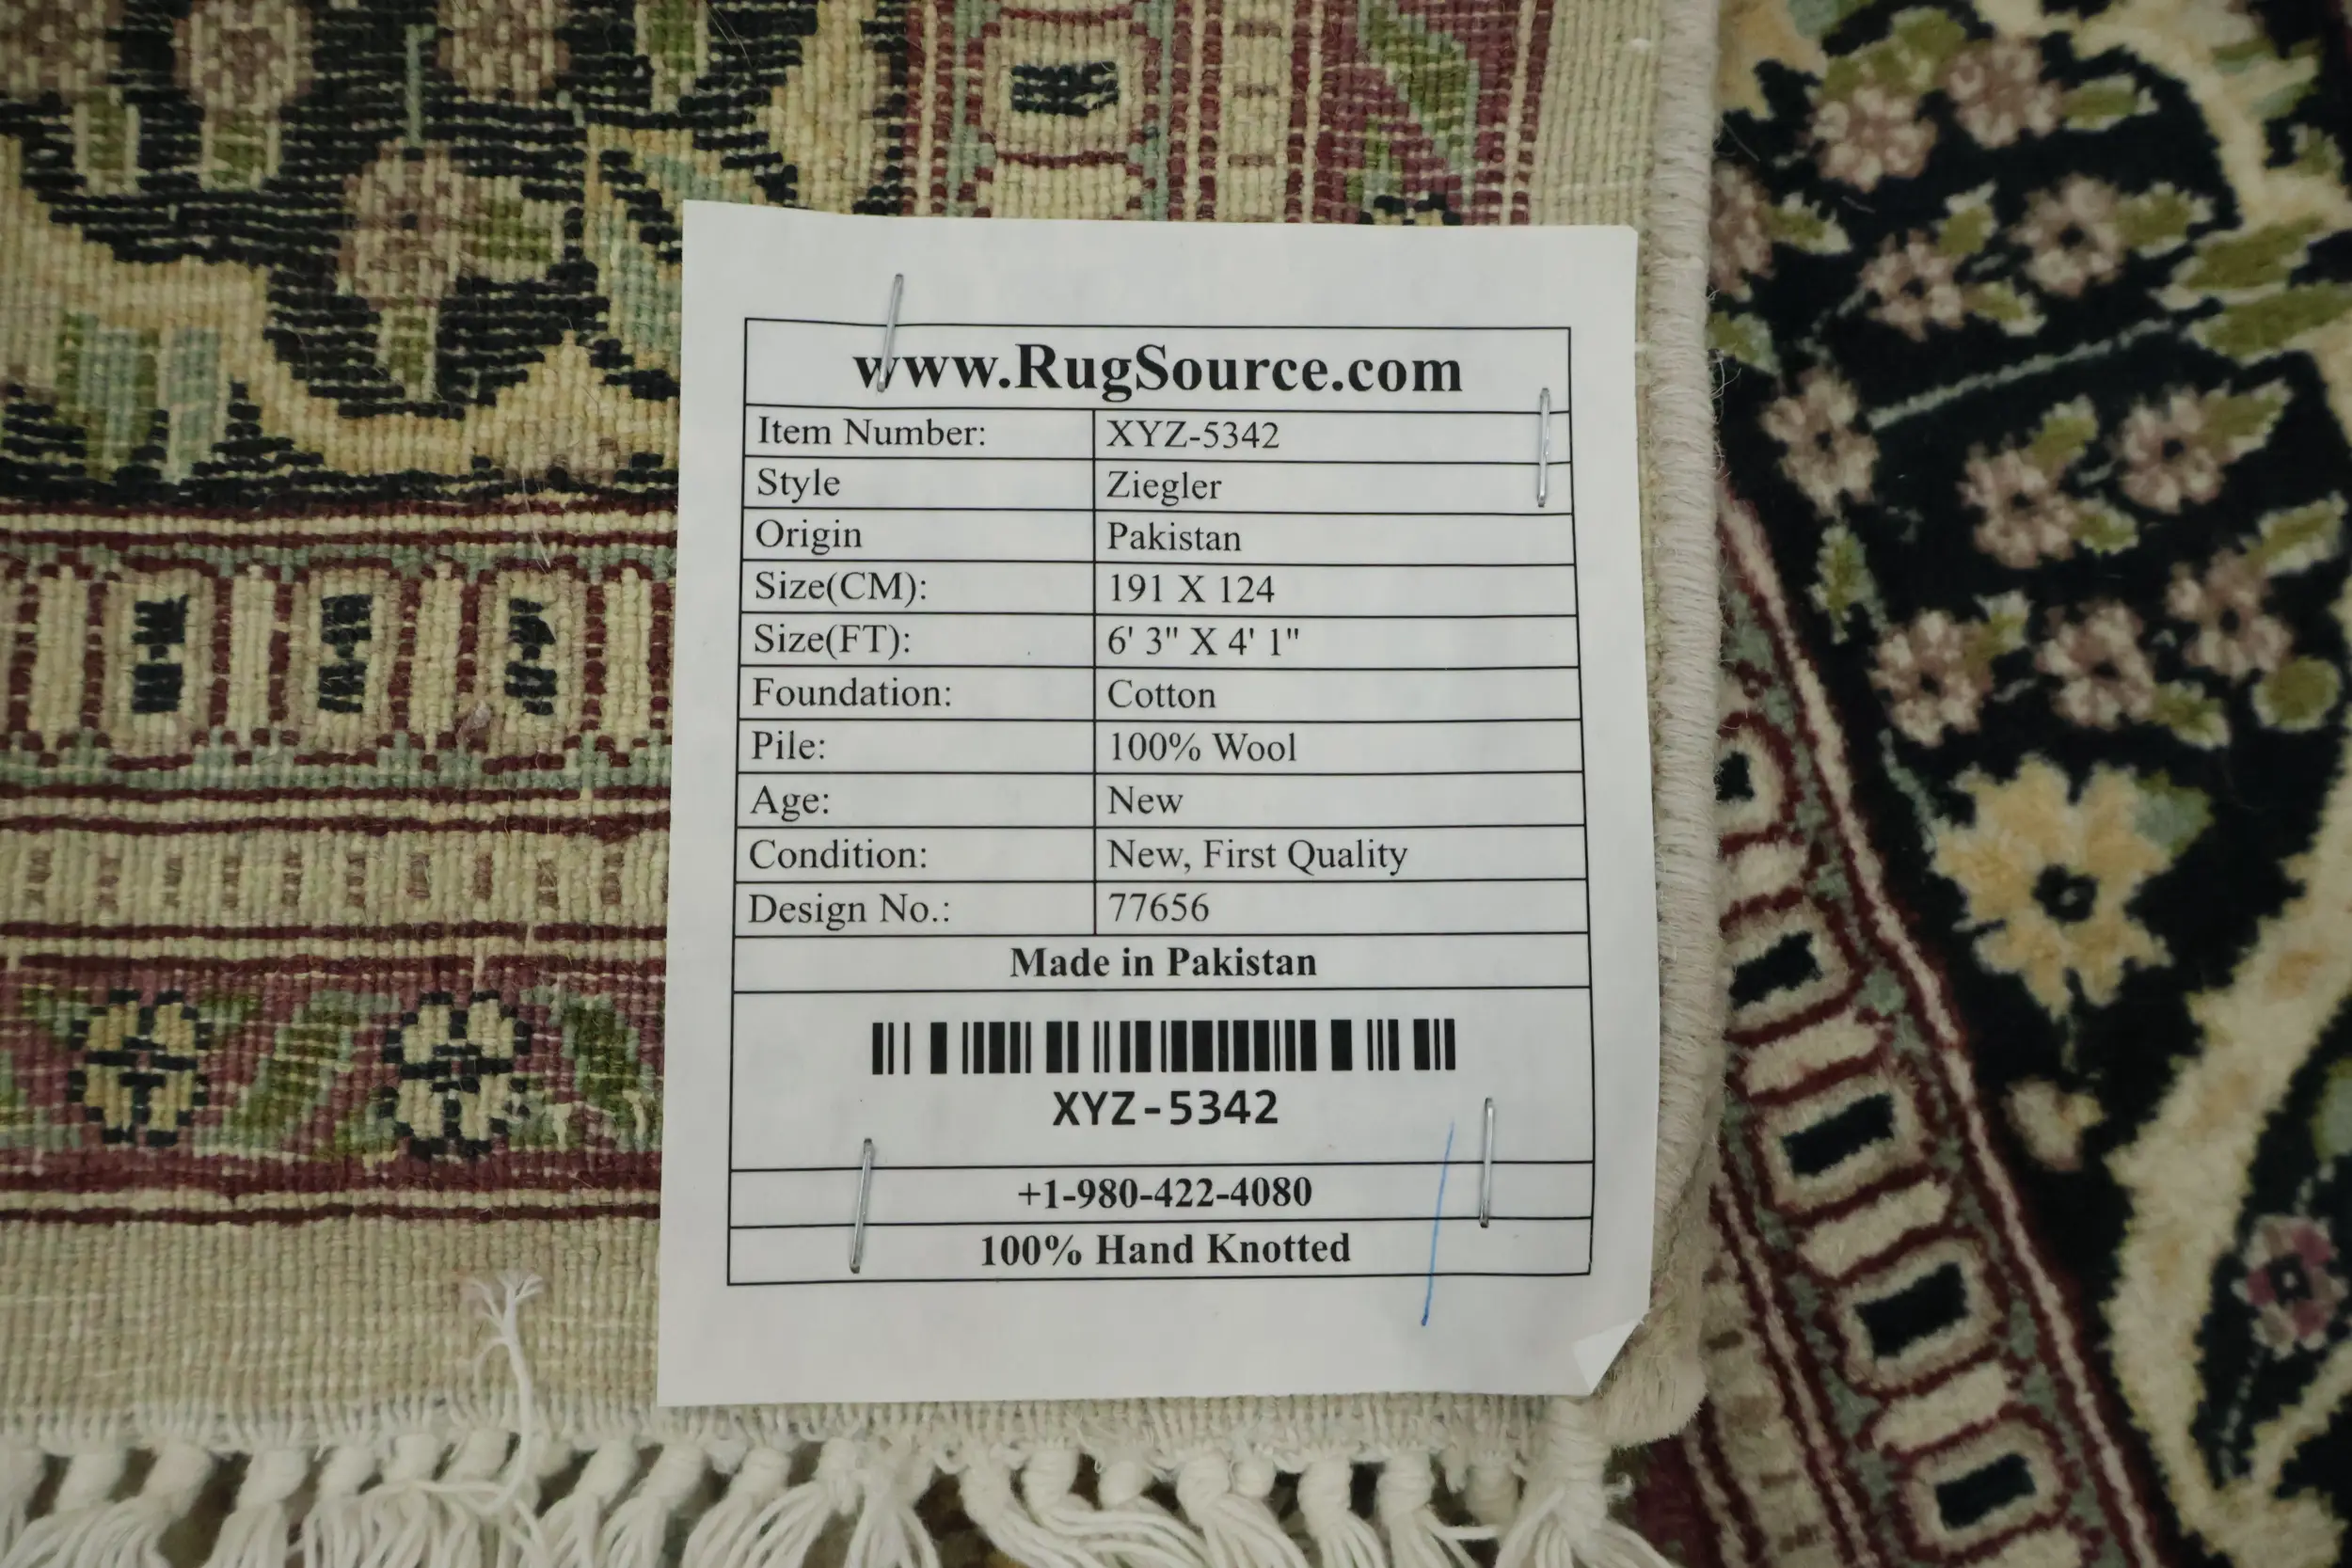 www.RugSource.com
Item Number: XYZ-5342
Style Ziegler
Origin Pakistan
Size(CM): 191 X 124
Size(FT): 6' 3" X 4' 1"
Foundation: Cotton
Pile: 100% Wool
Age: New
Condition: New, First Quality
Design No.: 77656
Made in Pakistan
XYZ-5342
+1-980-422-4080
100% Hand Knotted